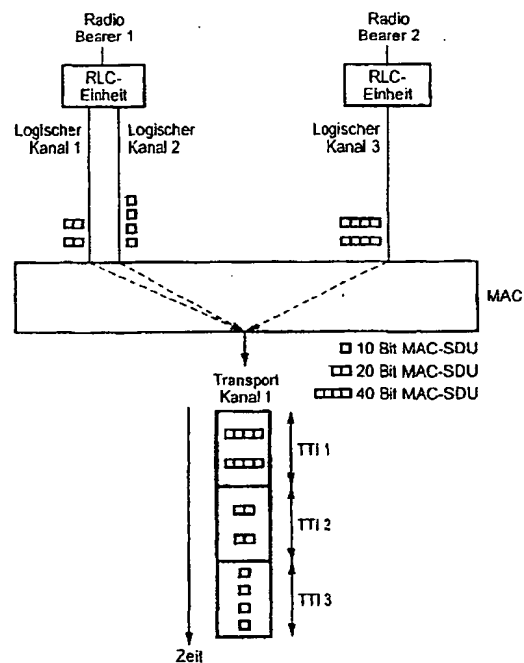 Radio
Bearer 1
Radio
Bearer 2
RLC-
Einheit
RLC-
Einheit
Logischer
Kanal 1
Logischer
Kanal 2
Logischer
Kanal 3
MAC
10 Bit MAC-SDU
20 Bit MAC-SDU
40 Bit MAC-SDU
Transport
Kanal 1
TTI 1
TTI 2
TTI 3
Zeit